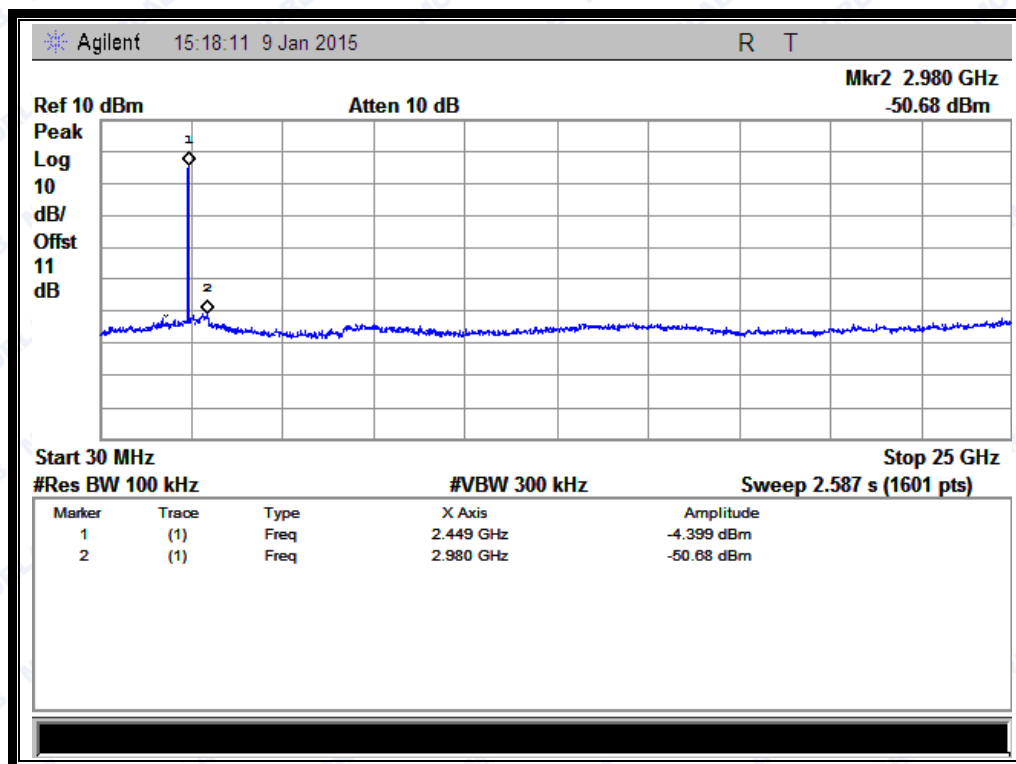 Agilent 15:18:11 9 Jan 2015 R T
Mkr2 2.980 GHz
Ref 10 dBm Atten 10 dB -50.68 dBm
Peak
Log
10
dB/
Offst
11
dB
1
2
Start 30 MHz Stop 25 GHz
#Res BW 100 kHz #VBW 300 kHz Sweep 2.587 s (1601 pts)
Marker Trace Type X Axis Amplitude
1 (1) Freq 2.449 GHz -4.399 dBm
2 (1) Freq 2.980 GHz -50.68 dBm